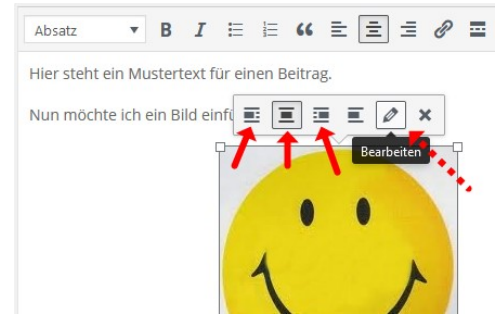 Absatz B I
Hier steht ein Mustertext für einen Beitrag.
Nun möchte ich ein Bild einfü
Bearbeiten